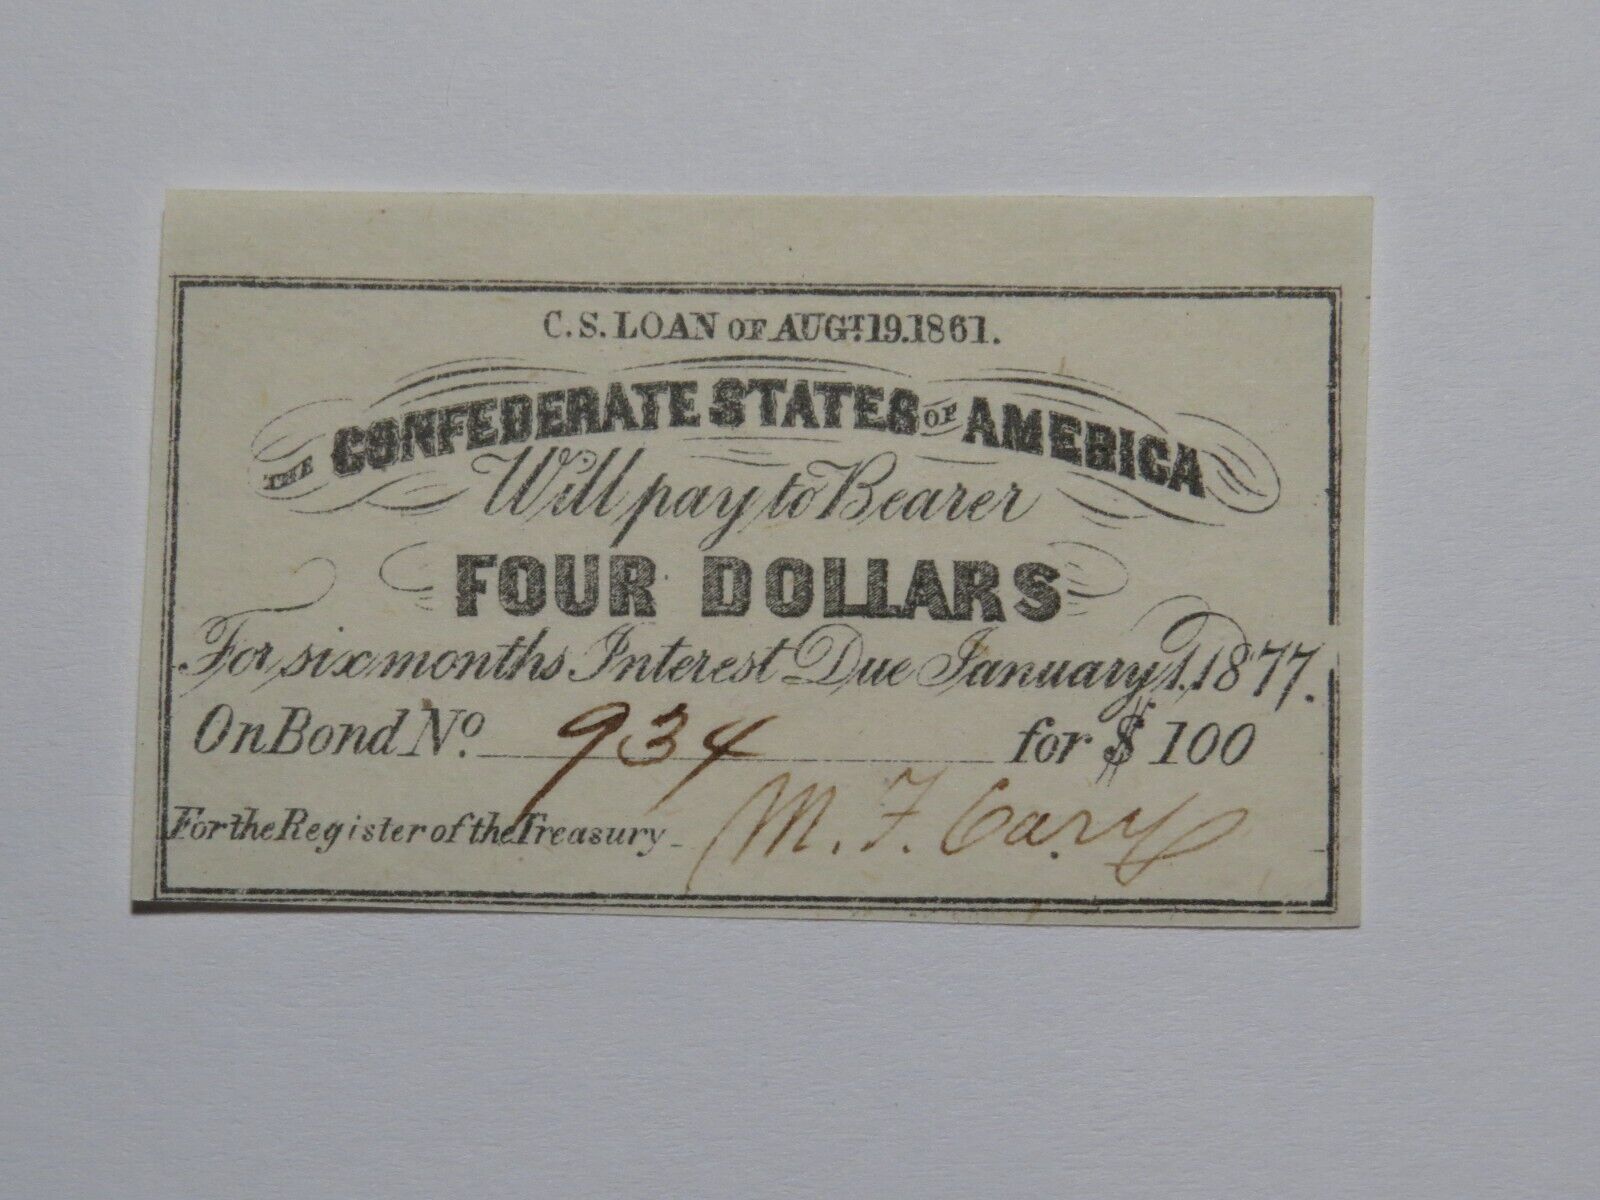 C.S. LOAN OF AUGT. 19. 1861.
THE CONFEDERATE STATES OF AMERICA
Will pay to Bearer
FOUR DOLLARS
For six months Interest Due January 1. 1877.
On Bond No. 934 for $100
For the Register of the Treasury M. F. Cary